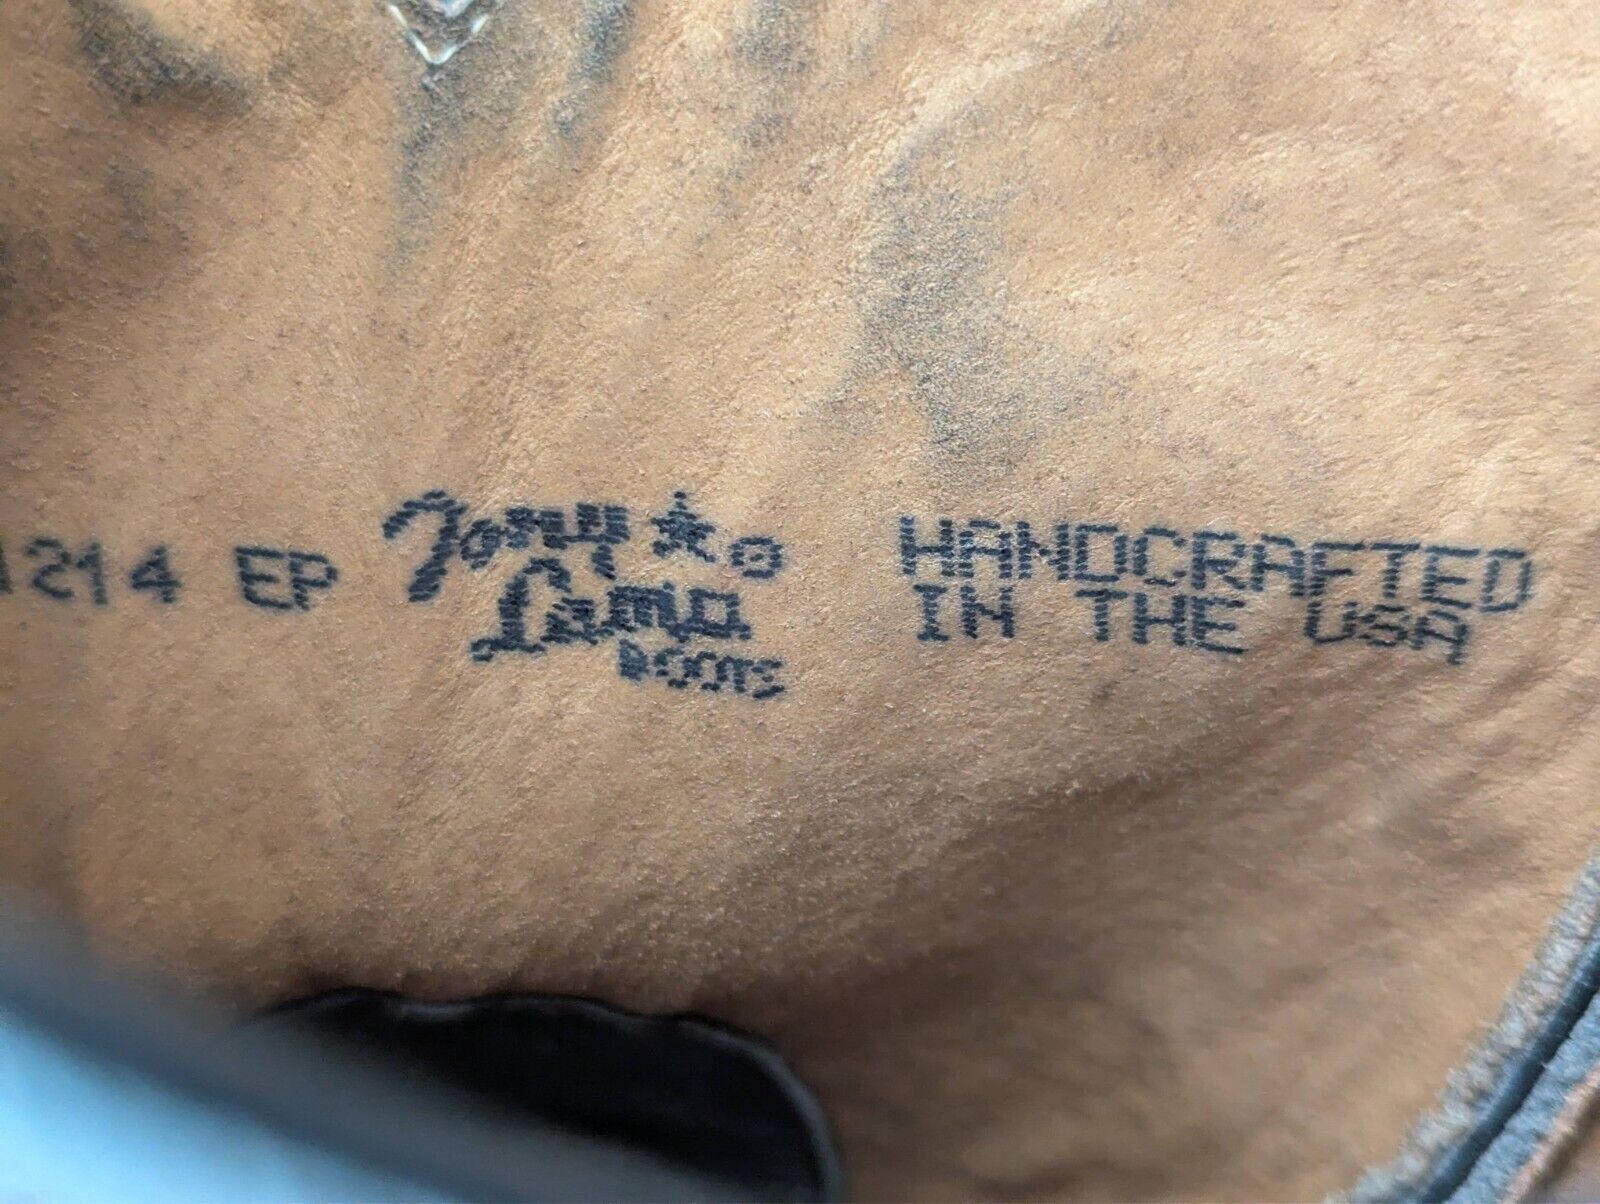 1214 EP Tony Lama ® HANDCRAFTED
BOOTS IN THE USA